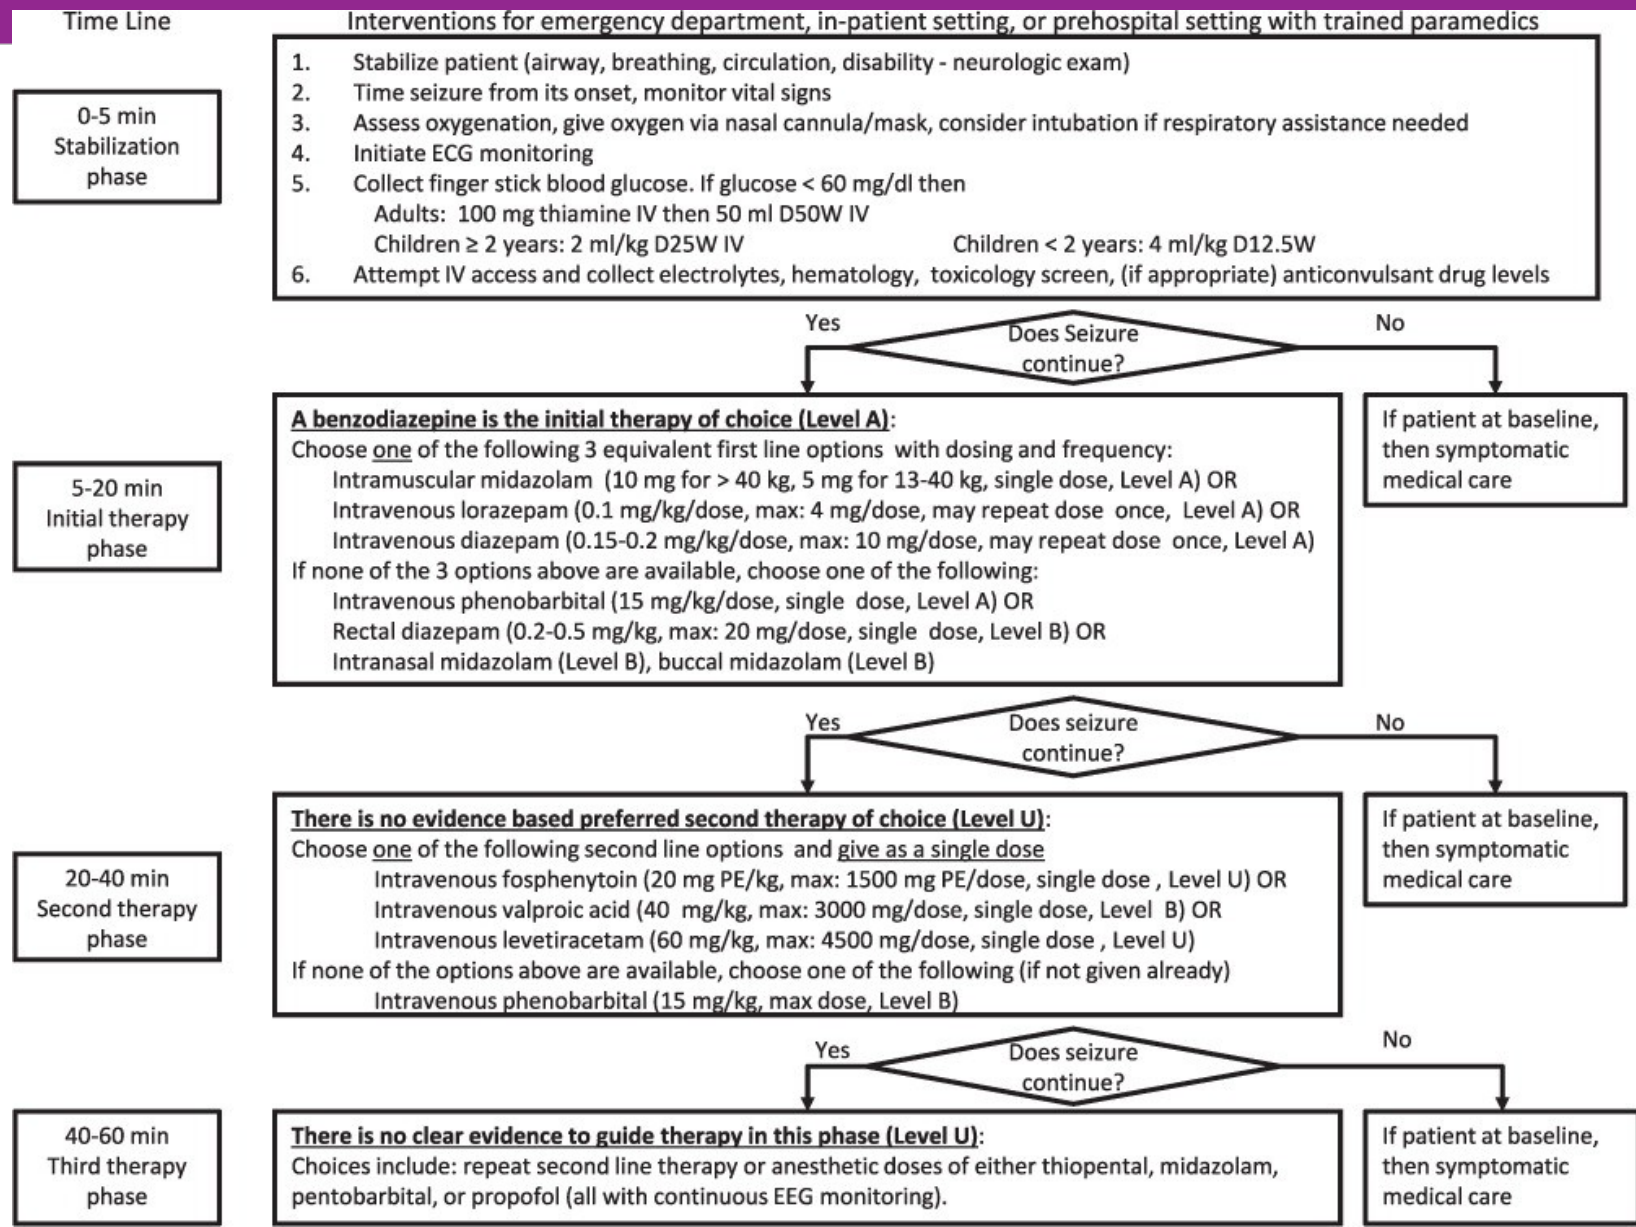 Time Line
Interventions for emergency department, in-patient setting, or prehospital setting with trained paramedics
0-5 min
Stabilization
phase
1. Stabilize patient (airway, breathing, circulation, disability - neurologic exam)
2. Time seizure from its onset, monitor vital signs
3. Assess oxygenation, give oxygen via nasal cannula/mask, consider intubation if respiratory assistance needed
4. Initiate ECG monitoring
5. Collect finger stick blood glucose. If glucose < 60 mg/dl then
Adults: 100 mg thiamine IV then 50 ml D50W IV
Children ≥ 2 years: 2 ml/kg D25W IV Children < 2 years: 4 ml/kg D12.5W
6. Attempt IV access and collect electrolytes, hematology, toxicology screen, (if appropriate) anticonvulsant drug levels
Yes
Does Seizure
continue?
No
5-20 min
Initial therapy
phase
A benzodiazepine is the initial therapy of choice (Level A):
Choose one of the following 3 equivalent first line options with dosing and frequency:
Intramuscular midazolam (10 mg for > 40 kg, 5 mg for 13-40 kg, single dose, Level A) OR
Intravenous lorazepam (0.1 mg/kg/dose, max: 4 mg/dose, may repeat dose once, Level A) OR
Intravenous diazepam (0.15-0.2 mg/kg/dose, max: 10 mg/dose, may repeat dose once, Level A)
If none of the 3 options above are available, choose one of the following:
Intravenous phenobarbital (15 mg/kg/dose, single dose, Level A) OR
Rectal diazepam (0.2-0.5 mg/kg, max: 20 mg/dose, single dose, Level B) OR
Intranasal midazolam (Level B), buccal midazolam (Level B)
If patient at baseline,
then symptomatic
medical care
Yes
Does seizure
continue?
No
20-40 min
Second therapy
phase
There is no evidence based preferred second therapy of choice (Level U):
Choose one of the following second line options and give as a single dose
Intravenous fosphenytoin (20 mg PE/kg, max: 1500 mg PE/dose, single dose , Level U) OR
Intravenous valproic acid (40 mg/kg, max: 3000 mg/dose, single dose, Level B) OR
Intravenous levetiracetam (60 mg/kg, max: 4500 mg/dose, single dose , Level U)
If none of the options above are available, choose one of the following (if not given already)
Intravenous phenobarbital (15 mg/kg, max dose, Level B)
If patient at baseline,
then symptomatic
medical care
Yes
Does seizure
continue?
No
40-60 min
Third therapy
phase
There is no clear evidence to guide therapy in this phase (Level U):
Choices include: repeat second line therapy or anesthetic doses of either thiopental, midazolam,
pentobarbital, or propofol (all with continuous EEG monitoring).
If patient at baseline,
then symptomatic
medical care